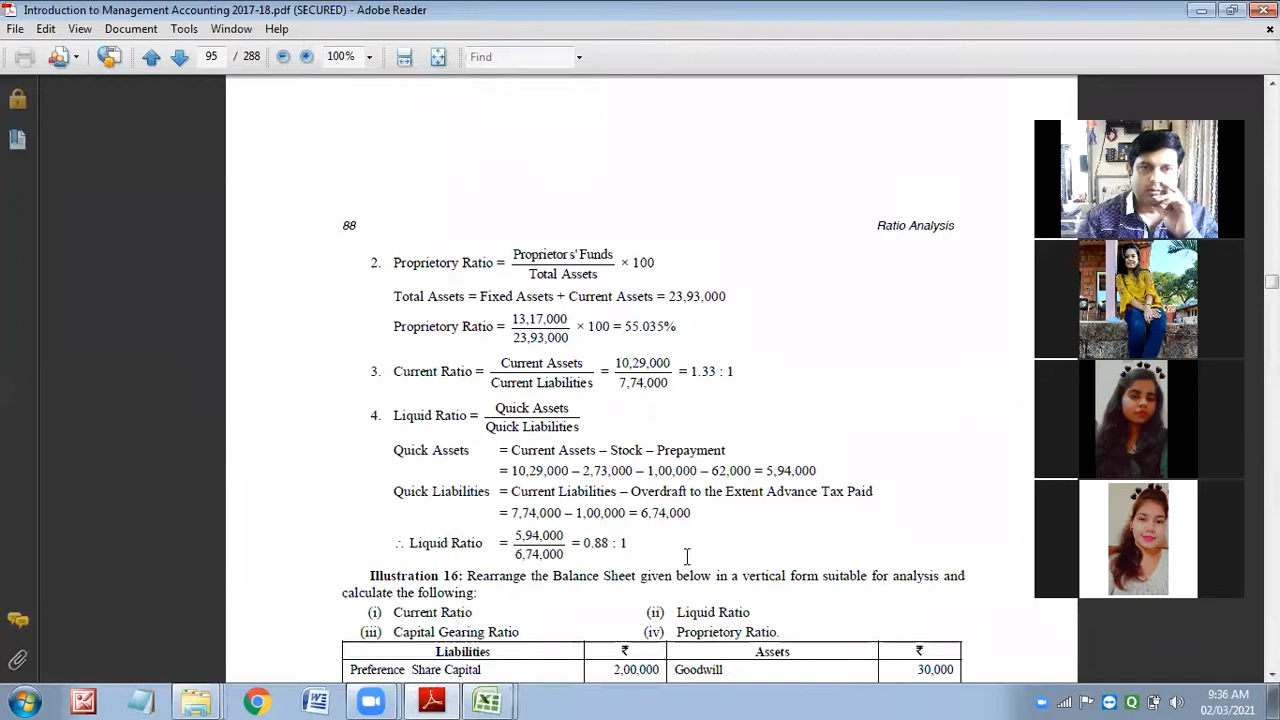 Introduction to Management Accounting 2017-18.pdf (SECURED) - Adobe Reader
File Edit View Document Tools Window Help
95 / 288 100% Find
88 Ratio Analysis
2. Proprietory Ratio = Proprietors' Funds / Total Assets × 100
Total Assets = Fixed Assets + Current Assets = 23,93,000
Proprietory Ratio = 13,17,000 / 23,93,000 × 100 = 55.035%
3. Current Ratio = Current Assets / Current Liabilities = 10,29,000 / 7,74,000 = 1.33 : 1
4. Liquid Ratio = Quick Assets / Quick Liabilities
Quick Assets = Current Assets – Stock – Prepayment
= 10,29,000 – 2,73,000 – 1,00,000 – 62,000 = 5,94,000
Quick Liabilities = Current Liabilities – Overdraft to the Extent Advance Tax Paid
= 7,74,000 – 1,00,000 = 6,74,000
∴ Liquid Ratio = 5,94,000 / 6,74,000 = 0.88 : 1
Illustration 16: Rearrange the Balance Sheet given below in a vertical form suitable for analysis and
calculate the following:
(i) Current Ratio (ii) Liquid Ratio
(iii) Capital Gearing Ratio (iv) Proprietory Ratio.
Liabilities ₹ Assets ₹
Preference Share Capital 2,00,000 Goodwill 30,000
9:36 AM
02/03/2021